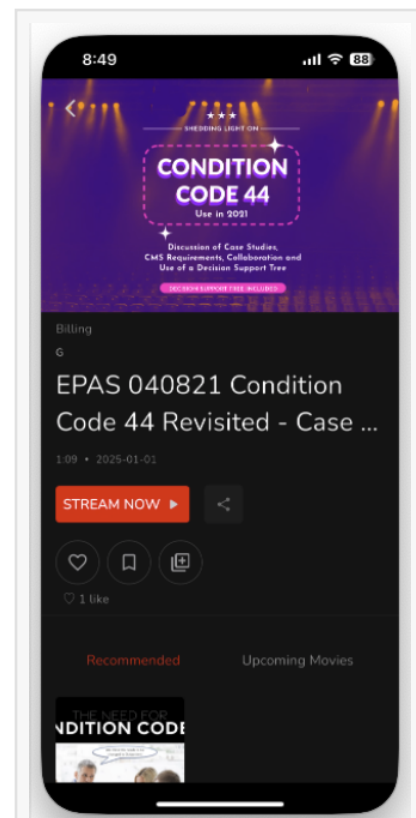 8:49
88
SHEDDING LIGHT ON
CONDITION
CODE 44
Use in 2021
Discussion of Case Studies,
CMS Requirements, Collaboration and
Use of a Decision Support Tree
DECISION SUPPORT TREE INCLUDED
Billing
G
EPAS 040821 Condition
Code 44 Revisited - Case ...
1:09 • 2025-01-01
STREAM NOW
1 like
Recommended
Upcoming Movies
THE NEED FOR
NDITION CODE